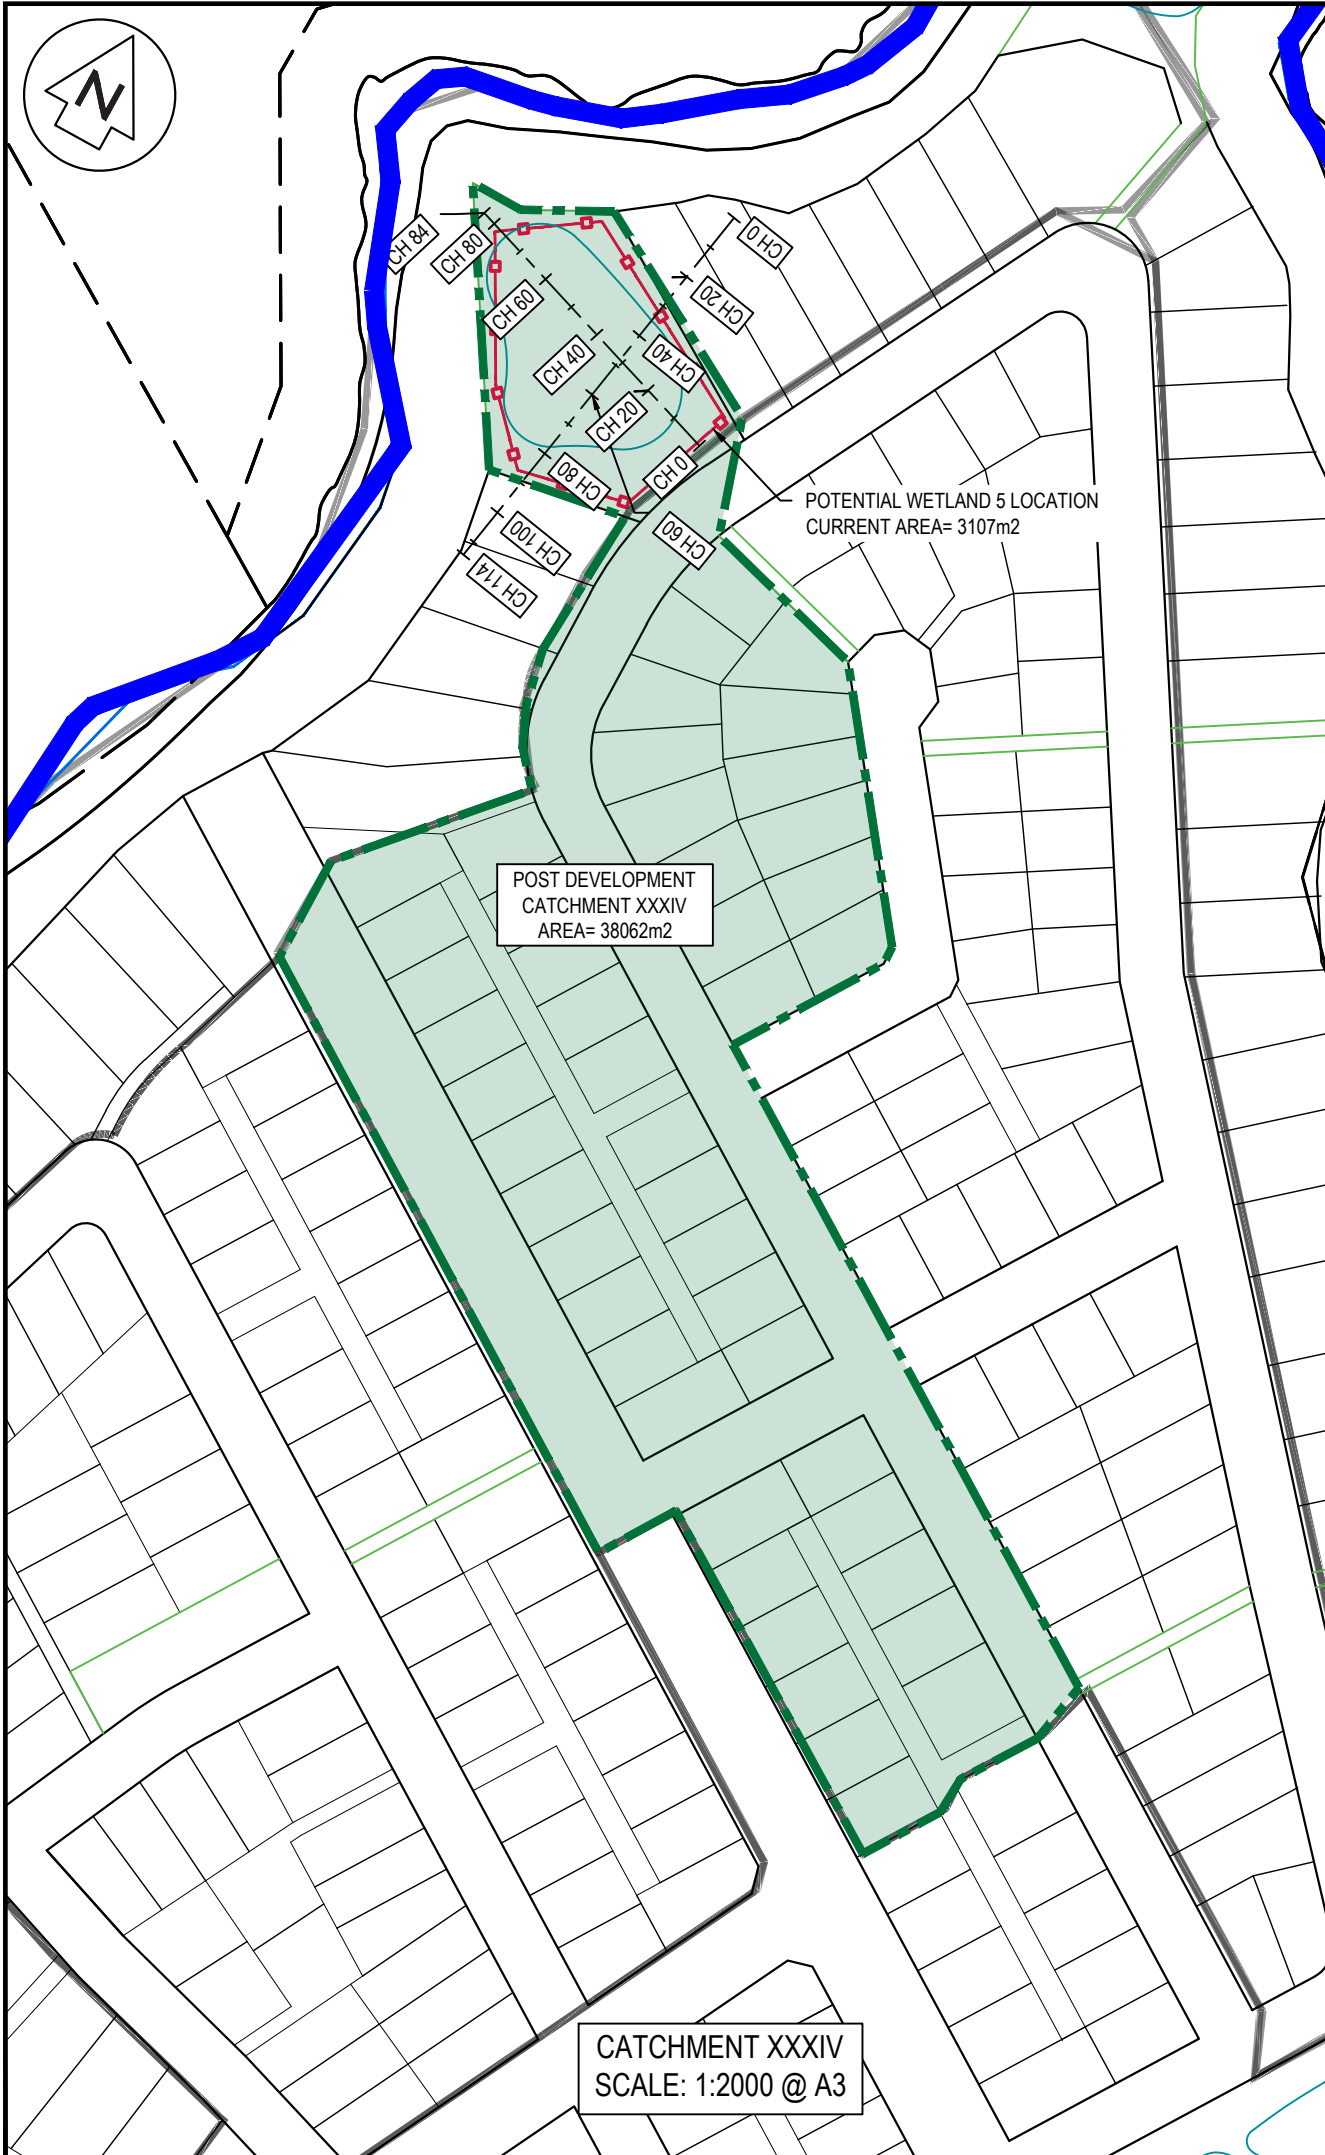 N
CH 84
CH 80
CH 60
CH 40
CH 20
CH 0
CH 0
CH 20
CH 40
CH 60
CH 80
CH 100
CH 114
POTENTIAL WETLAND 5 LOCATION
CURRENT AREA= 3107m2
POST DEVELOPMENT
CATCHMENT XXXIV
AREA= 38062m2
CATCHMENT XXXIV
SCALE: 1:2000 @ A3